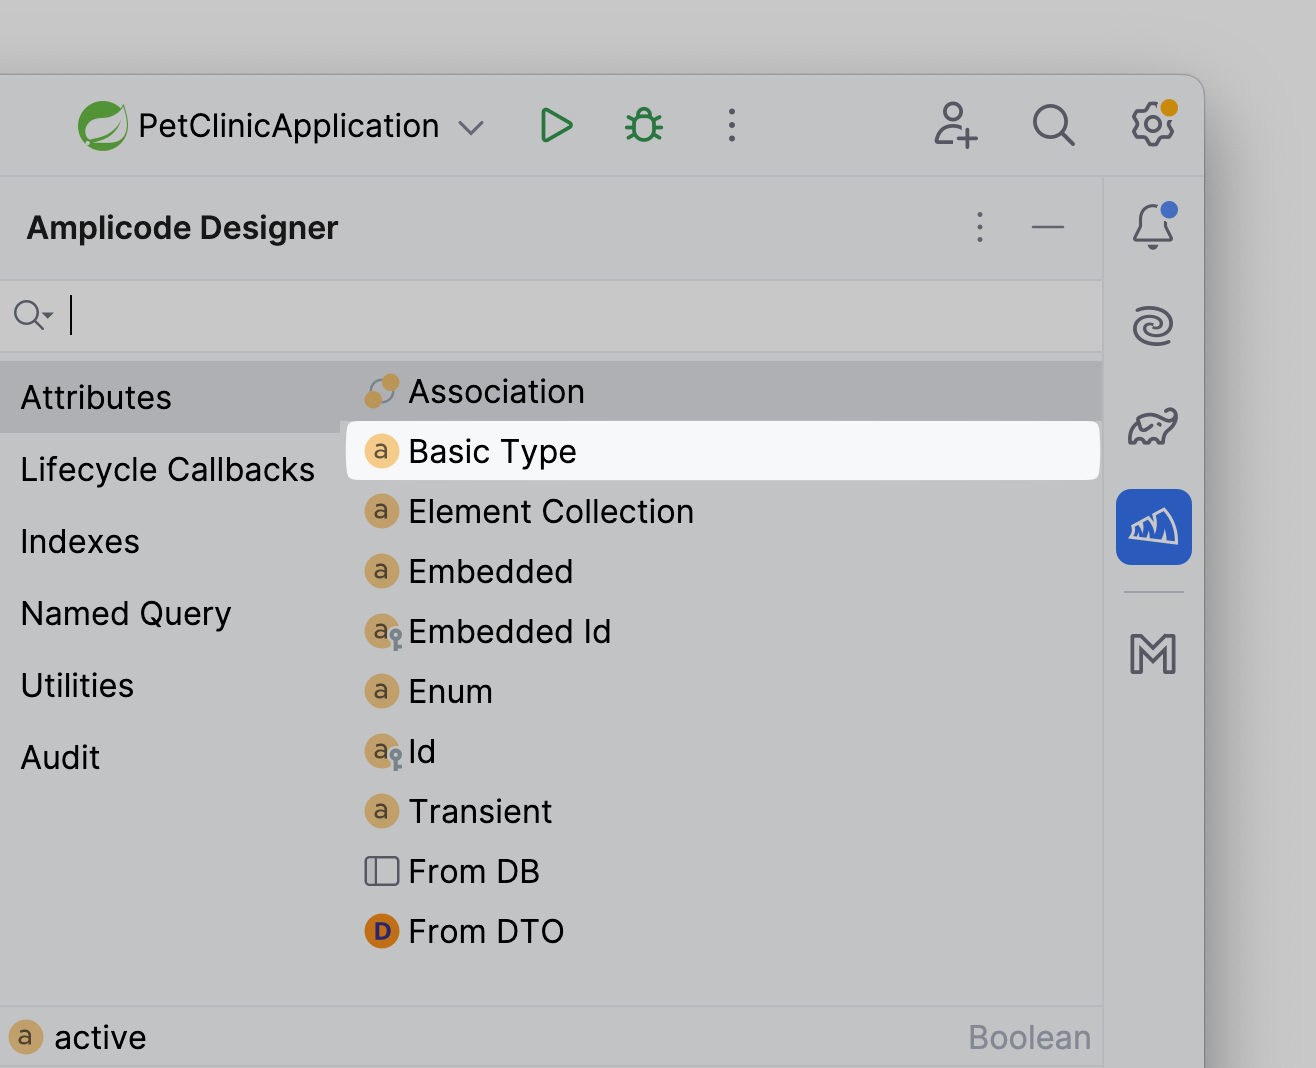 PetClinicApplication
Amplicode Designer
Attributes
Lifecycle Callbacks
Indexes
Named Query
Utilities
Audit
Association
a Basic Type
a Element Collection
a Embedded
a Embedded Id
a Enum
a Id
a Transient
From DB
D From DTO
a active Boolean